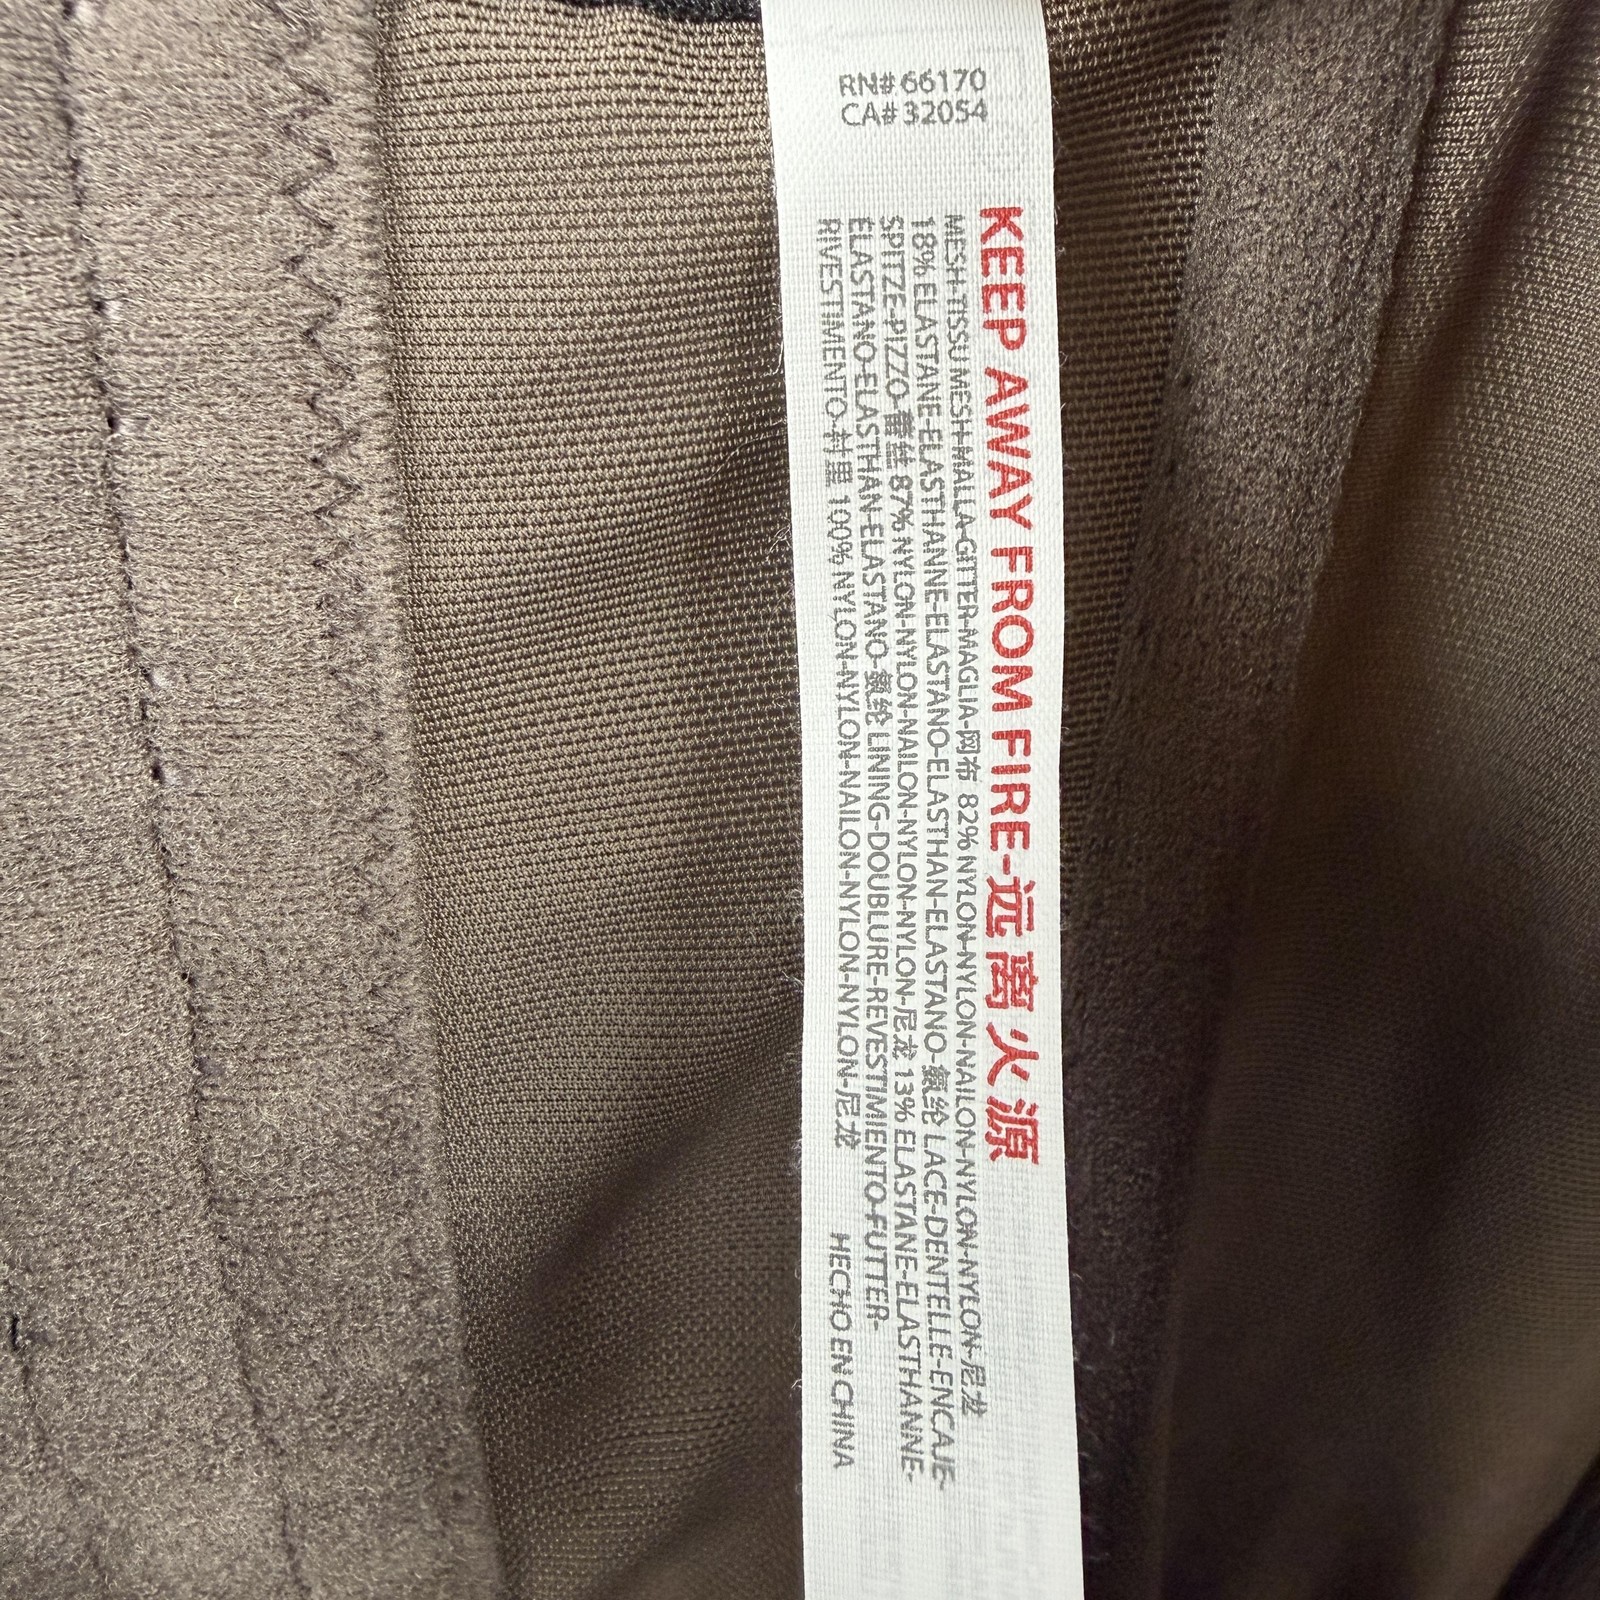 RN# 66170
CA# 32054
KEEP AWAY FROM FIRE-远离火源
MESH-TISSU MESH-MALLA-GITTER-MAGLIA-网布 82% NYLON-NYLON-NAILON-NYLON-NYLON-尼龙
18% ELASTANE-ELASTHANNE-ELASTANO-ELASTHAN-ELASTANO-氨纶 LACE-DENTELLE-ENCAJE-
SPITZE-PIZZO-蕾丝 87% NYLON-NYLON-NAILON-NYLON-NYLON-尼龙 13% ELASTANE-ELASTHANNE-
ELASTANO-ELASTHAN-ELASTANO-氨纶 LINING-DOUBLURE-REVESTIMIENTO-FUTTER-
RIVESTIMENTO-衬里 100% NYLON-NYLON-NAILON-NYLON-NYLON-尼龙 HECHO EN CHINA